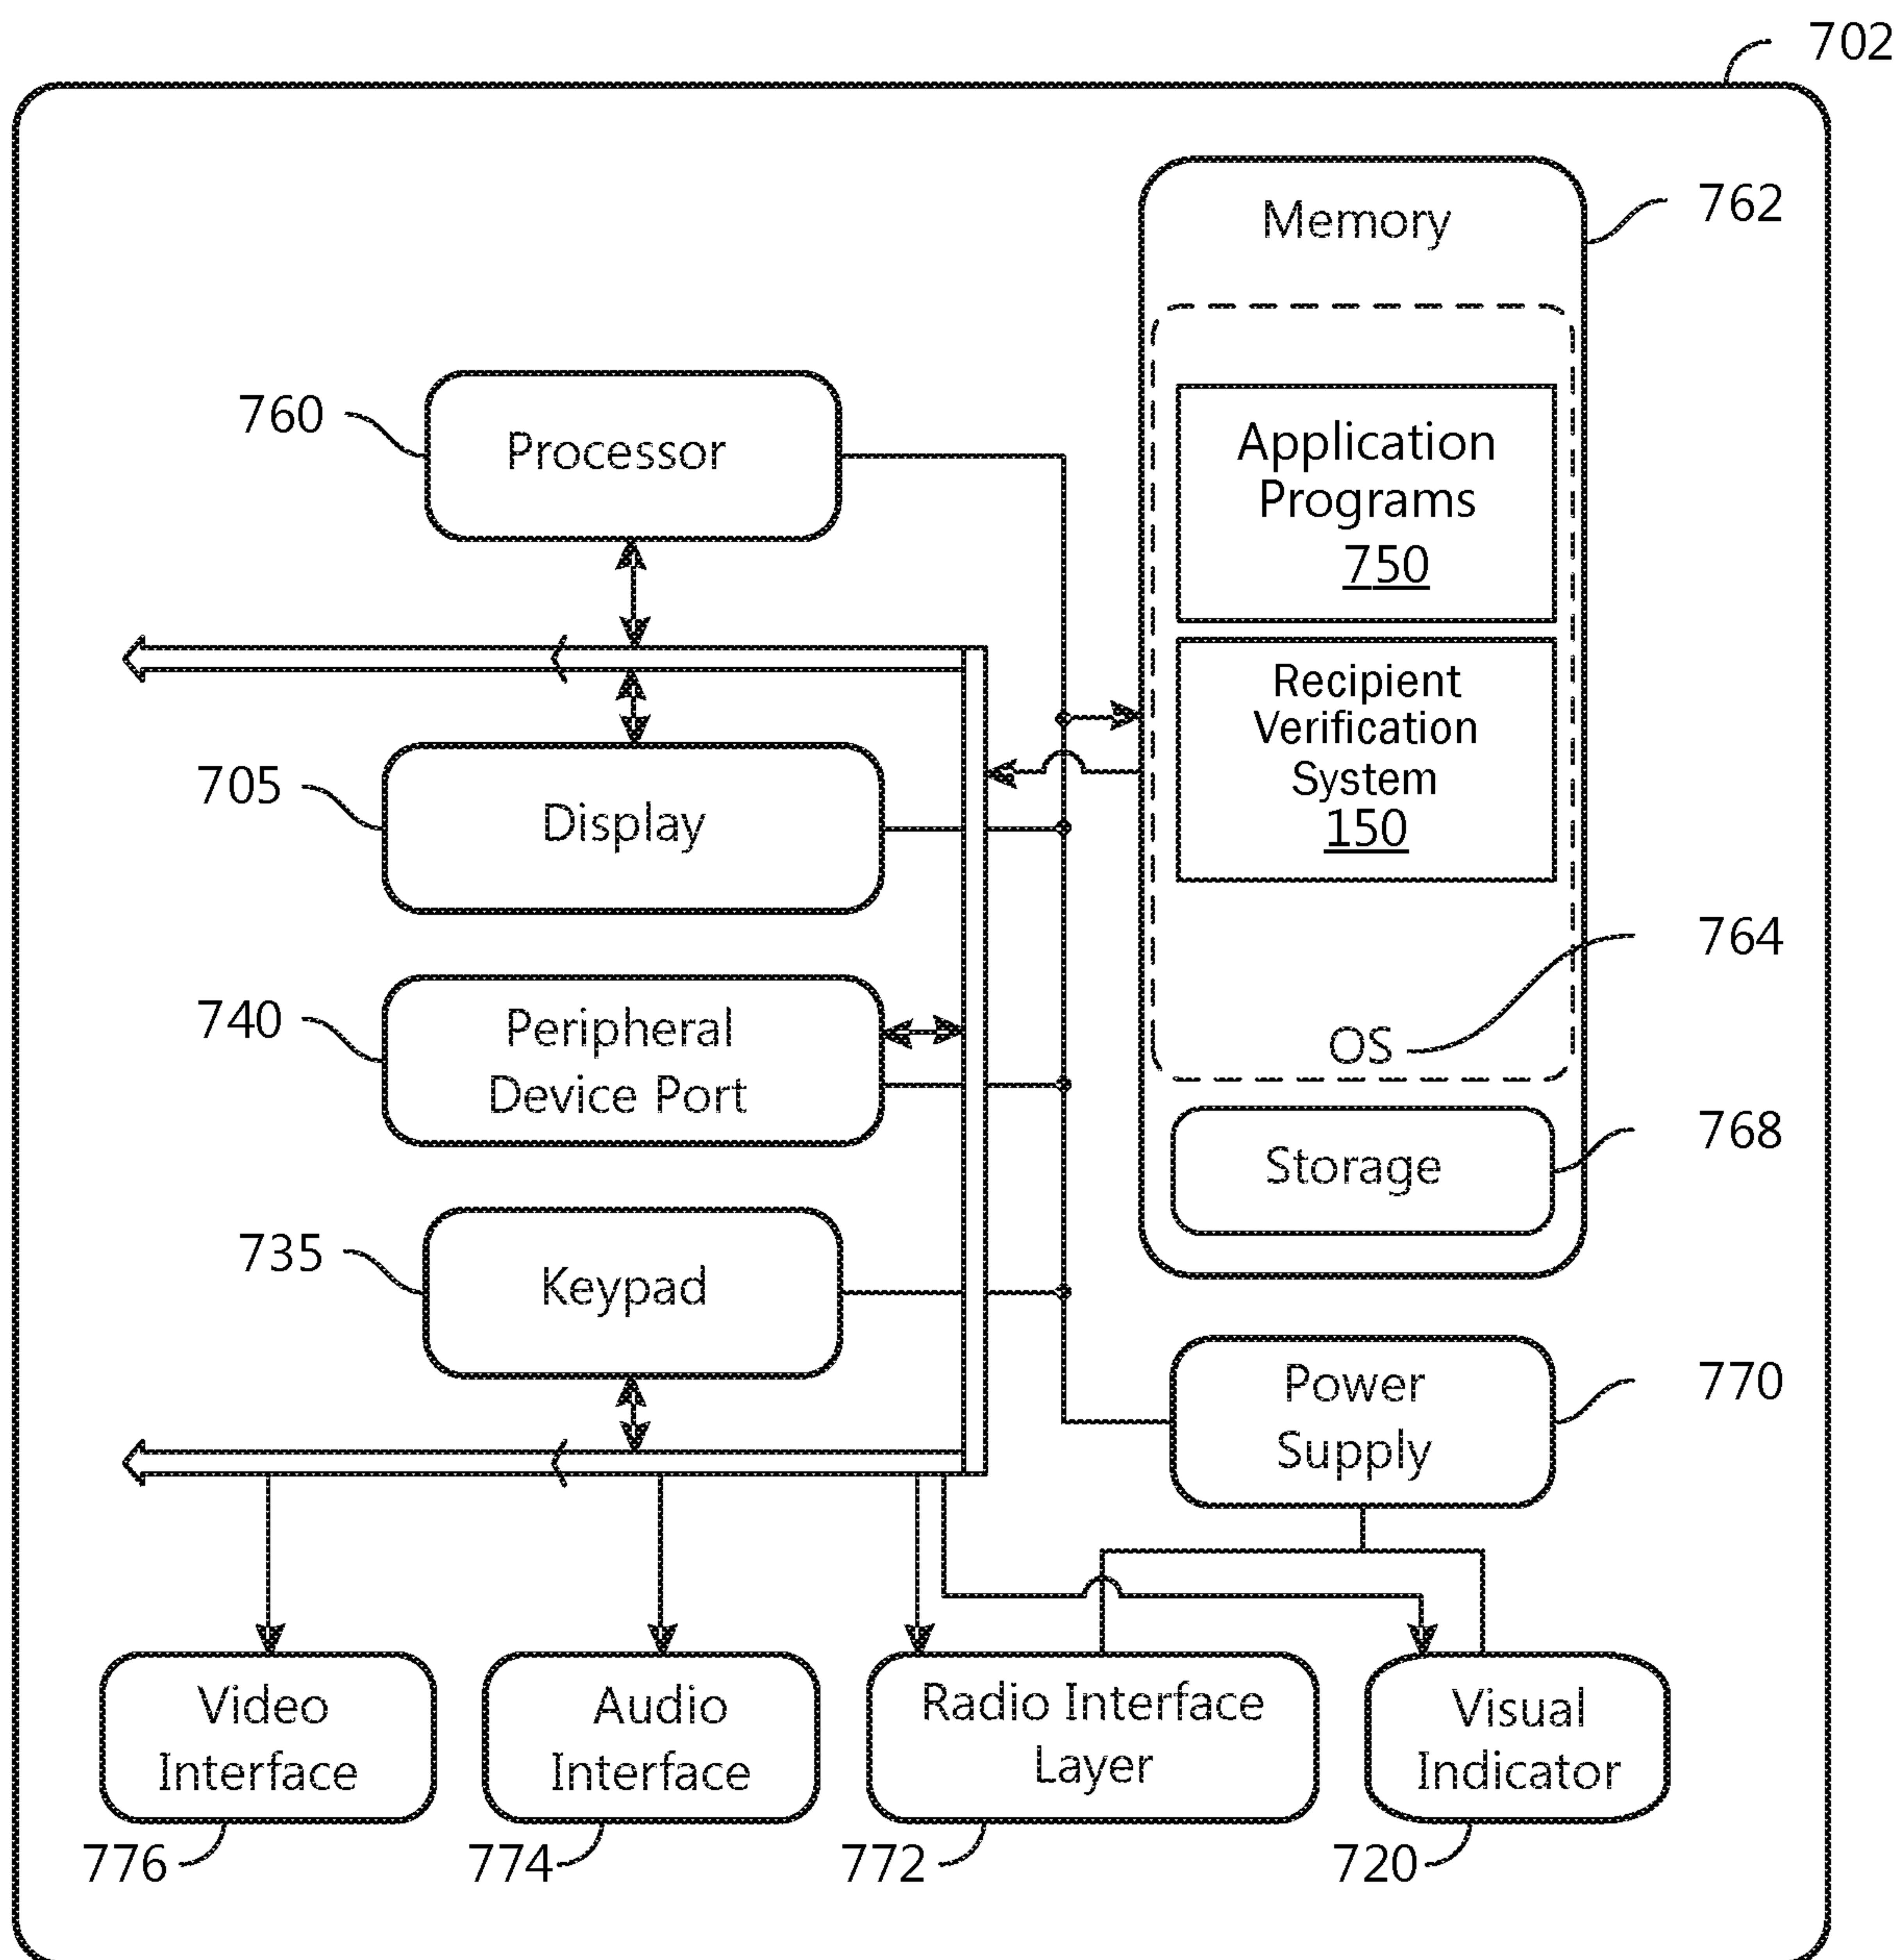 702
Memory
762
Application
Programs
750
760
Processor
Recipient
Verification
System
150
705
Display
764
740
Peripheral
Device Port
OS
768
Storage
735
Keypad
770
Power
Supply
Video
Interface
Audio
Interface
Radio Interface
Layer
Visual
Indicator
776
774
772
720